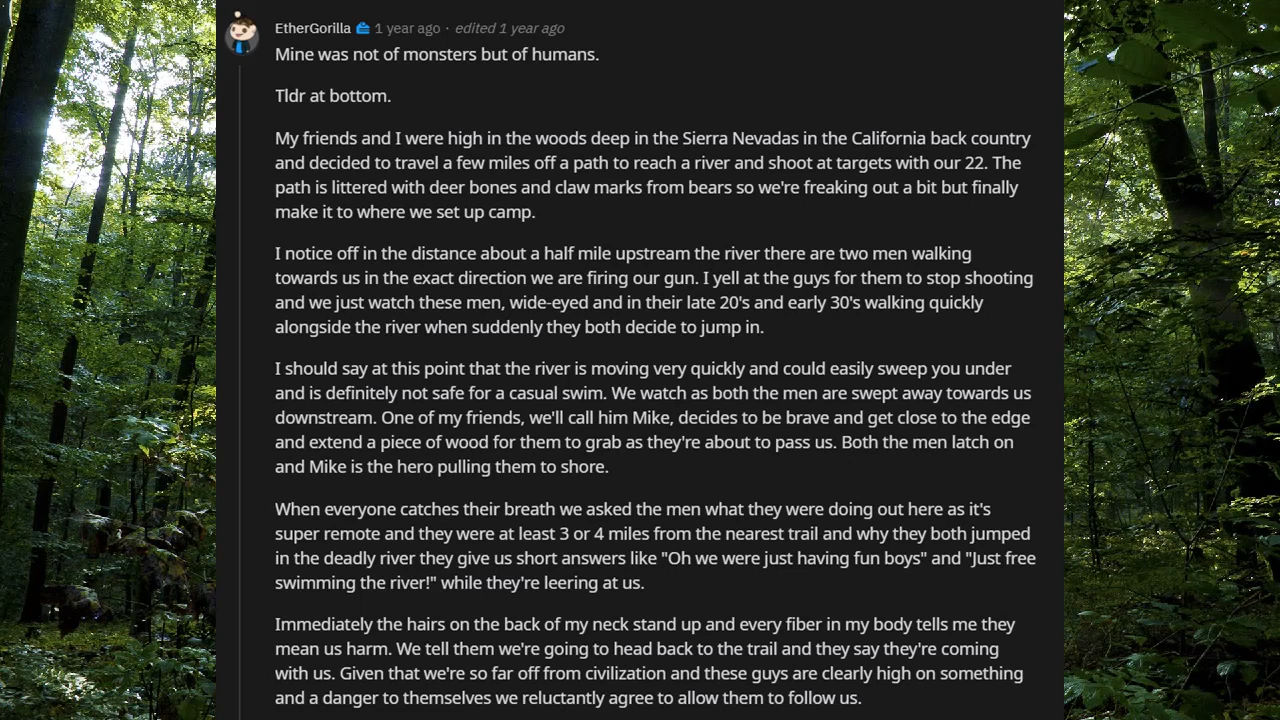 EtherGorilla 1 year ago · edited 1 year ago
Mine was not of monsters but of humans.
Tldr at bottom.
My friends and I were high in the woods deep in the Sierra Nevadas in the California back country
and decided to travel a few miles off a path to reach a river and shoot at targets with our 22. The
path is littered with deer bones and claw marks from bears so we're freaking out a bit but finally
make it to where we set up camp.
I notice off in the distance about a half mile upstream the river there are two men walking
towards us in the exact direction we are firing our gun. I yell at the guys for them to stop shooting
and we just watch these men, wide-eyed and in their late 20's and early 30's walking quickly
alongside the river when suddenly they both decide to jump in.
I should say at this point that the river is moving very quickly and could easily sweep you under
and is definitely not safe for a casual swim. We watch as both the men are swept away towards us
downstream. One of my friends, we'll call him Mike, decides to be brave and get close to the edge
and extend a piece of wood for them to grab as they're about to pass us. Both the men latch on
and Mike is the hero pulling them to shore.
When everyone catches their breath we asked the men what they were doing out here as it's
super remote and they were at least 3 or 4 miles from the nearest trail and why they both jumped
in the deadly river they give us short answers like "Oh we were just having fun boys" and "Just free
swimming the river!" while they're leering at us.
Immediately the hairs on the back of my neck stand up and every fiber in my body tells me they
mean us harm. We tell them we're going to head back to the trail and they say they're coming
with us. Given that we're so far off from civilization and these guys are clearly high on something
and a danger to themselves we reluctantly agree to allow them to follow us.